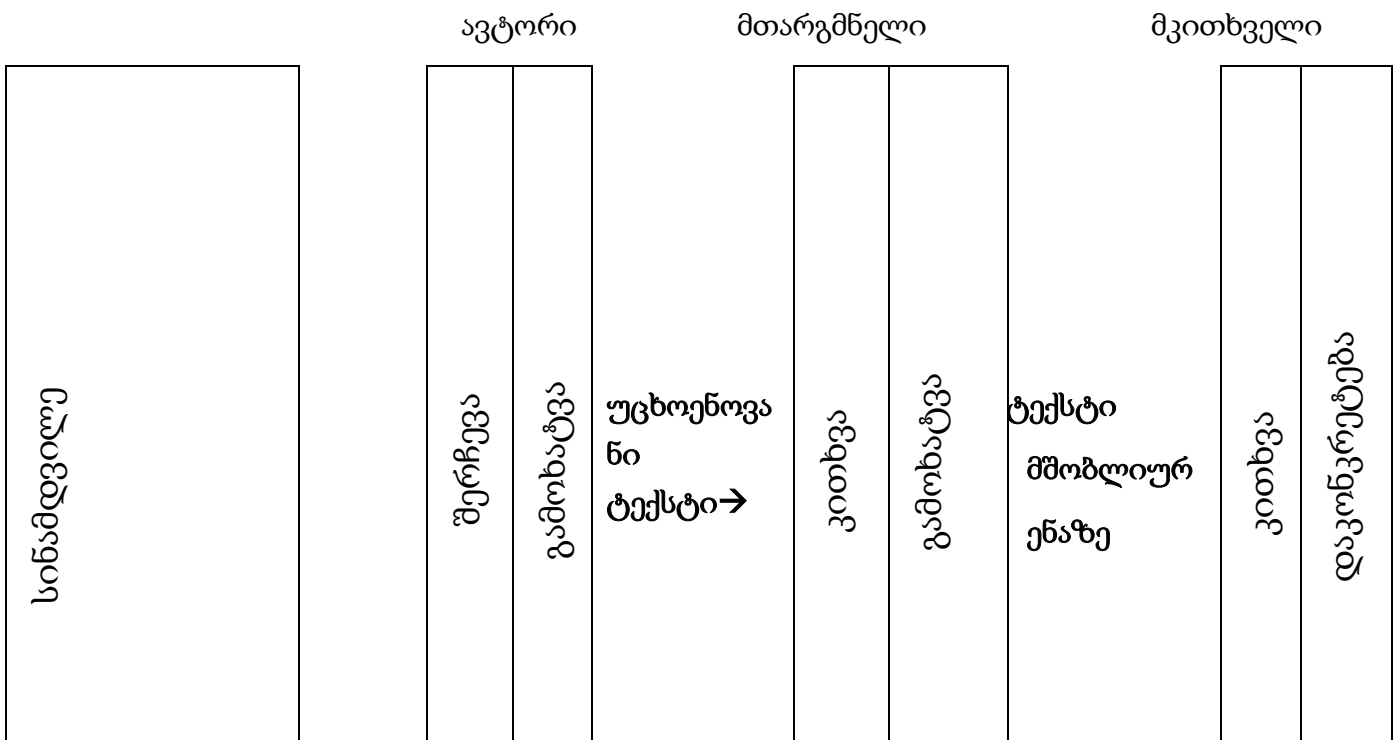 ავტორი
მთარგმნელი
მკითხველი
სინამდვილე
შერჩევა
გამოხატვა
უცხოენოვა
ნი
ტექსტი→
კითხვა
გამოხატვა
ტექსტი
მშობლიურ
ენაზე
კითხვა
დაკონკრეტება